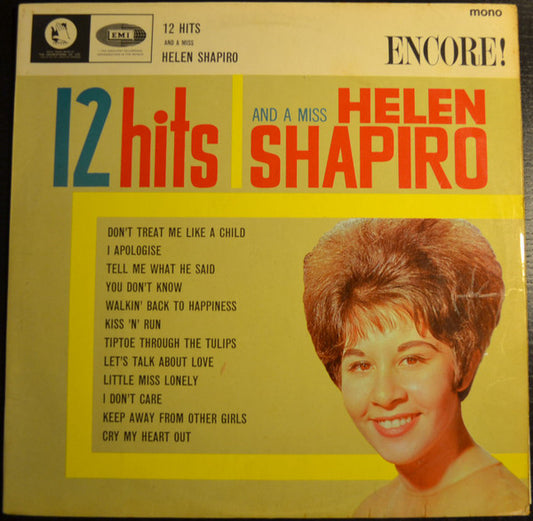 mono
12 HITS
AND A MISS
HELEN SHAPIRO
EMI
ENCORE!
12 hits AND A MISS HELEN SHAPIRO
DON'T TREAT ME LIKE A CHILD
I APOLOGISE
TELL ME WHAT HE SAID
YOU DON'T KNOW
WALKIN' BACK TO HAPPINESS
KISS 'N' RUN
TIPTOE THROUGH THE TULIPS
LET'S TALK ABOUT LOVE
LITTLE MISS LONELY
I DON'T CARE
KEEP AWAY FROM OTHER GIRLS
CRY MY HEART OUT